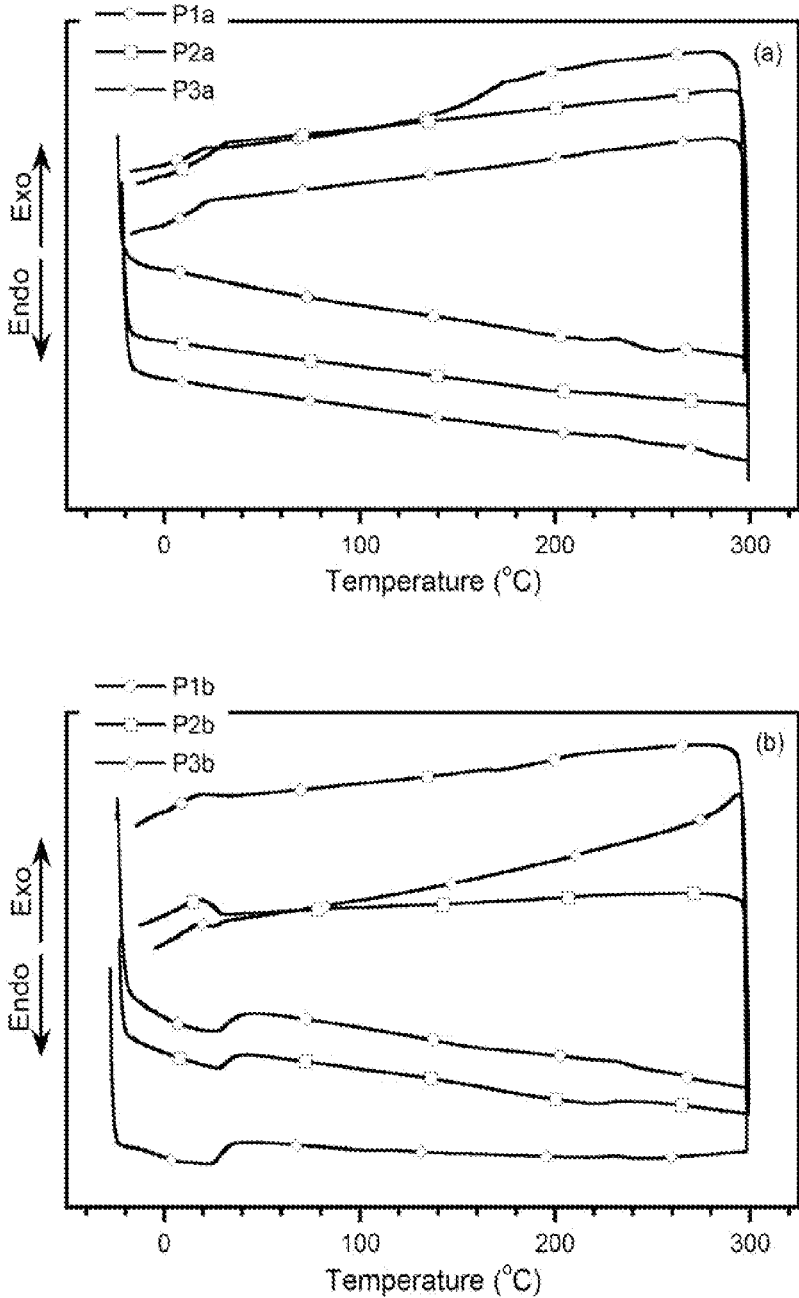 P1a
P2a
P3a
(a)
Exo
Endo
0 100 200 300
Temperature (°C)
P1b
P2b
P3b
(b)
Exo
Endo
0 100 200 300
Temperature (°C)